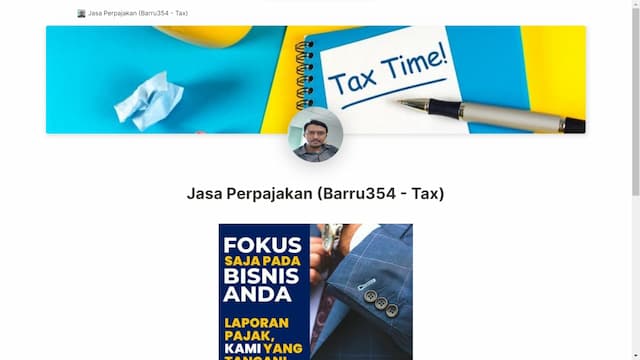 Jasa Perpajakan (Barru354 - Tax)
Tax Time!
Jasa Perpajakan (Barru354 - Tax)
FOKUS
SAJA PADA
BISNIS
ANDA
LAPORAN
PAJAK,
KAMI YANG
TANGANI